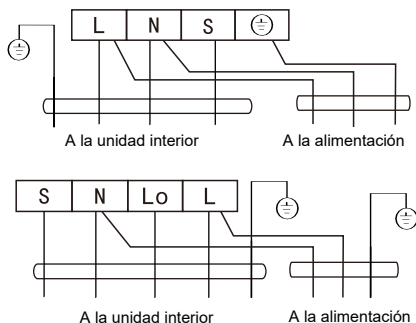 L N S
A la unidad interior A la alimentación
S N Lo L
A la unidad interior A la alimentación